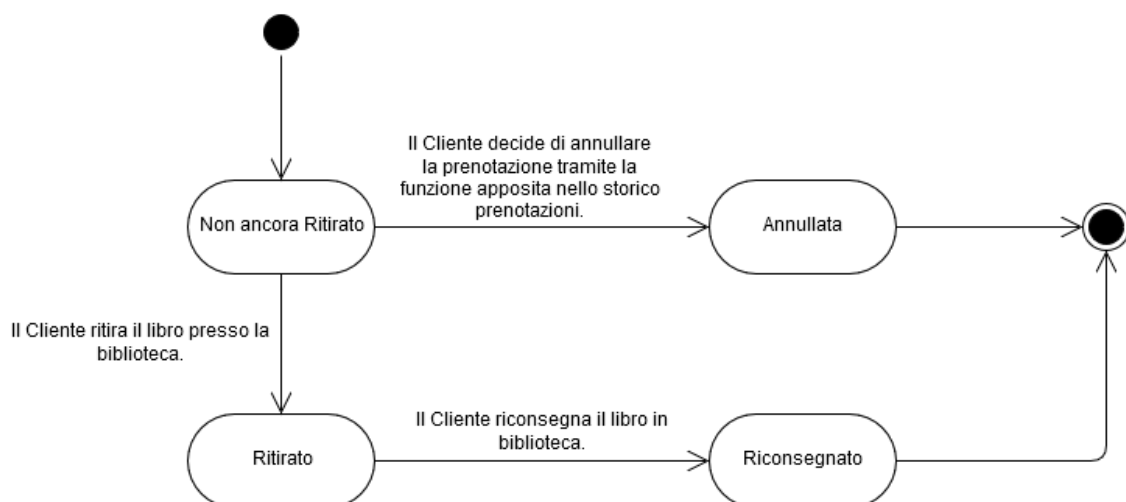 Il Cliente decide di annullare
la prenotazione tramite la
funzione apposita nello storico
prenotazioni.
Non ancora Ritirato
Annullata
Il Cliente ritira il libro presso la
biblioteca.
Il Cliente riconsegna il libro in
biblioteca.
Ritirato
Riconsegnato